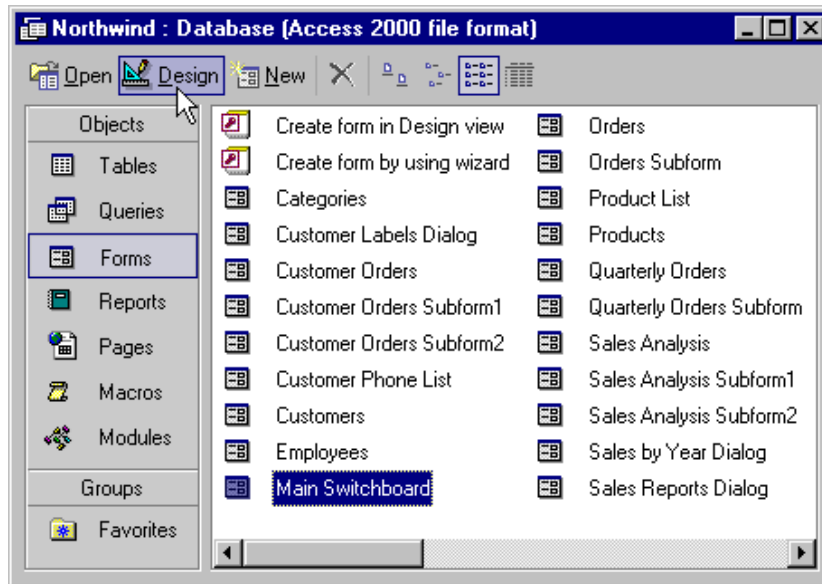 Northwind : Database (Access 2000 file format)
Open Design New
Objects
Tables
Queries
Forms
Reports
Pages
Macros
Modules
Groups
Favorites
Create form in Design view
Create form by using wizard
Categories
Customer Labels Dialog
Customer Orders
Customer Orders Subform1
Customer Orders Subform2
Customer Phone List
Customers
Employees
Main Switchboard
Orders
Orders Subform
Product List
Products
Quarterly Orders
Quarterly Orders Subform
Sales Analysis
Sales Analysis Subform1
Sales Analysis Subform2
Sales by Year Dialog
Sales Reports Dialog